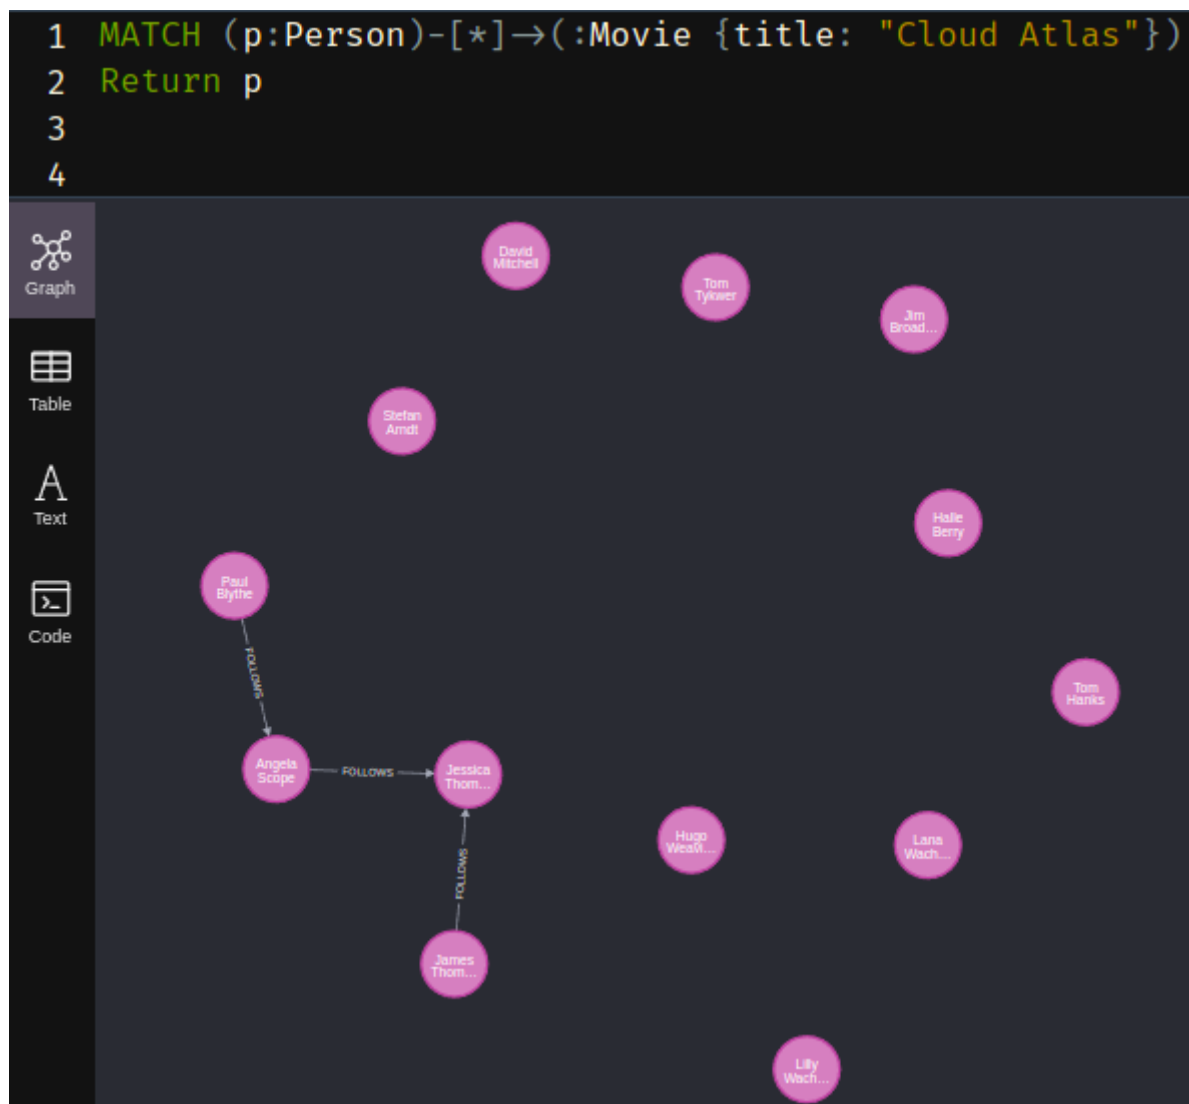 1 MATCH (p:Person)-[*]->(:Movie {title: "Cloud Atlas"})
2 Return p
3
4
Graph
Table
Text
Code
David
Mitchell
Tom
Tykwer
Jim
Broad...
Stefan
Arndt
Halle
Berry
Paul
Blythe
FOLLOWS
Tom
Hanks
Angela
Scope
FOLLOWS
Jessica
Thom...
Hugo
Weavi...
Lana
Wach...
FOLLOWS
James
Thom...
Lilly
Wach...